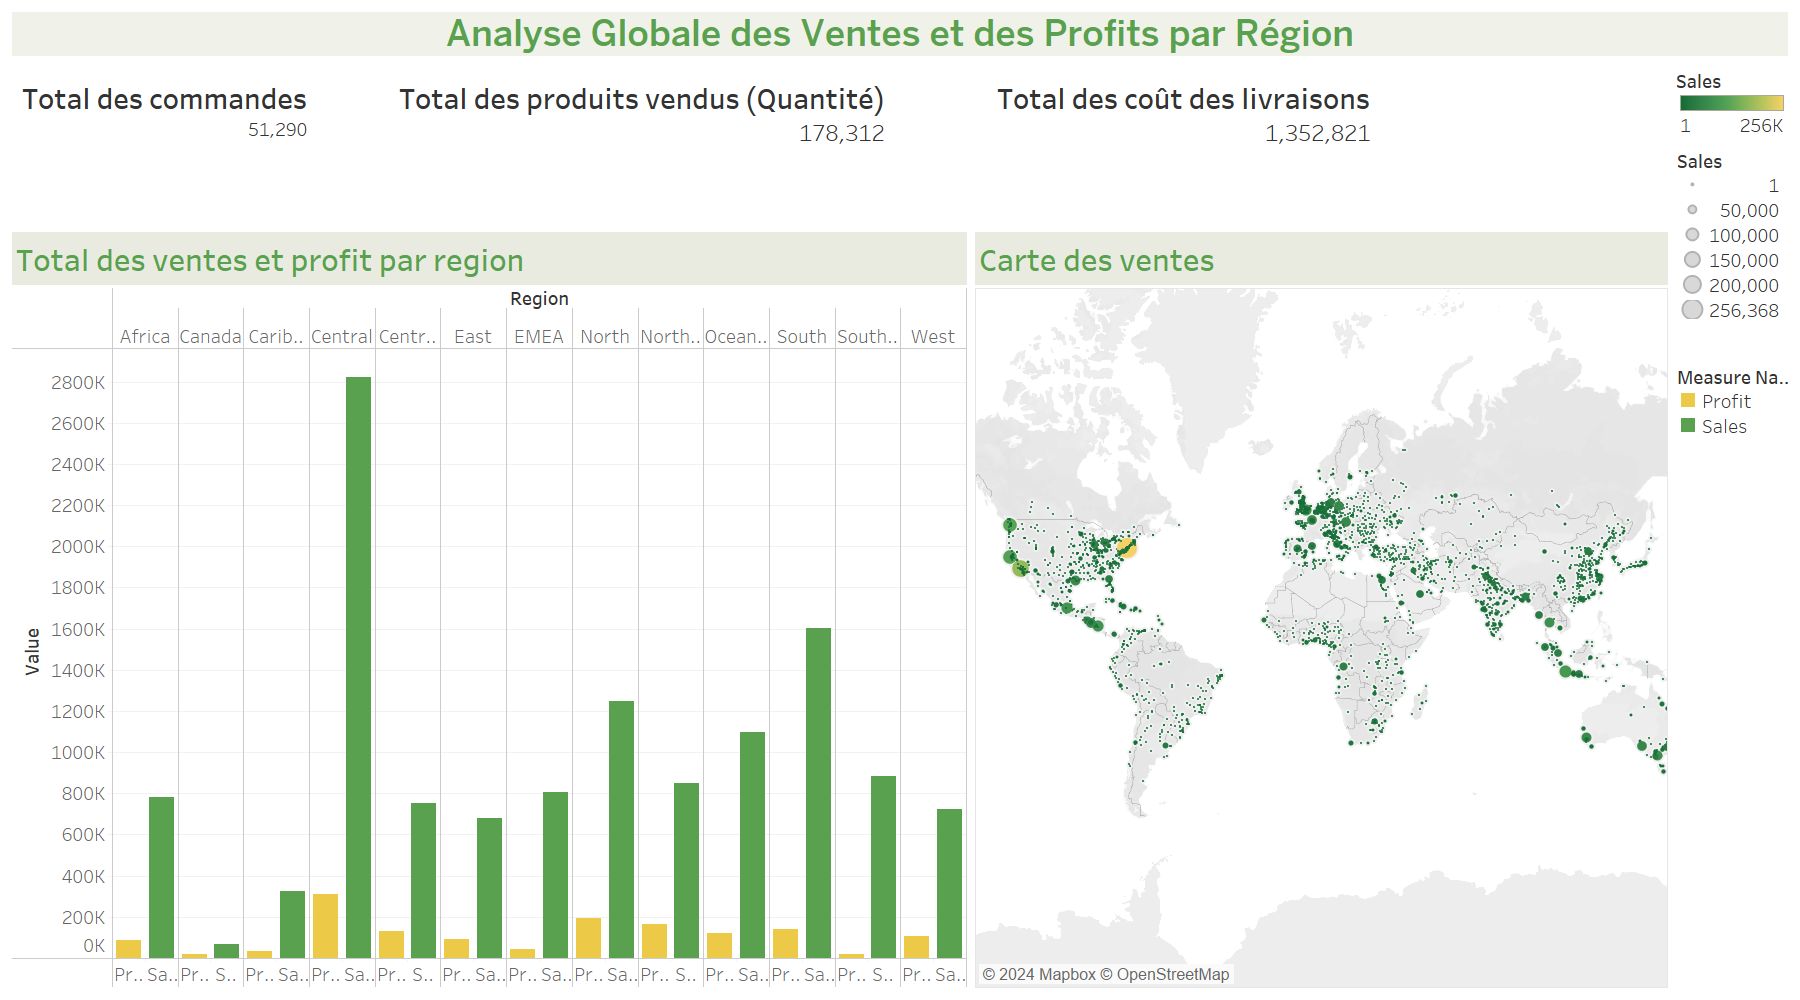 Analyse Globale des Ventes et des Profits par Région
Total des commandes
51,290
Total des produits vendus (Quantité)
178,312
Total des coût des livraisons
1,352,821
Sales
1 256K
Sales
1
50,000
100,000
150,000
200,000
256,368
Measure Na..
Profit
Sales
Total des ventes et profit par region
Region
Africa Canada Carib.. Central Centr.. East EMEA North North.. Ocean.. South South.. West
Value
2800K
2600K
2400K
2200K
2000K
1800K
1600K
1400K
1200K
1000K
800K
600K
400K
200K
0K
Pr.. Sa.. Pr.. S.. Pr.. Sa.. Pr.. Sa.. Pr.. Sa.. Pr.. Sa.. Pr.. Sa.. Pr.. Sa.. Pr.. S.. Pr.. Sa.. Pr.. Sa.. Pr.. S.. Pr.. Sa..
Carte des ventes
© 2024 Mapbox © OpenStreetMap